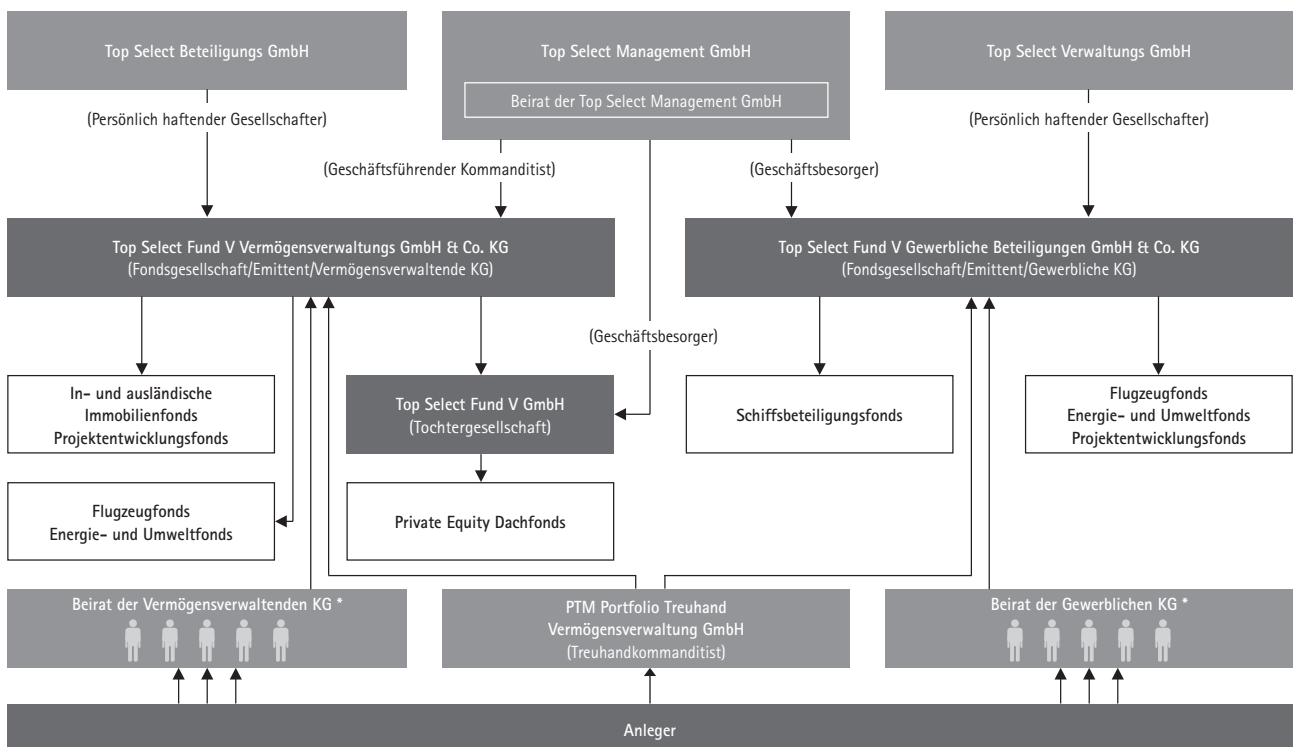 Top Select Beteiligungs GmbH
Top Select Management GmbH
Top Select Verwaltungs GmbH
Beirat der Top Select Management GmbH
(Persönlich haftender Gesellschafter)
(Persönlich haftender Gesellschafter)
(Geschäftsführender Kommanditist)
(Geschäftsbesorger)
Top Select Fund V Vermögensverwaltungs GmbH & Co. KG
(Fondsgesellschaft/Emittent/Vermögensverwaltende KG)
Top Select Fund V Gewerbliche Beteiligungen GmbH & Co. KG
(Fondsgesellschaft/Emittent/Gewerbliche KG)
(Geschäftsbesorger)
In- und ausländische
Immobilienfonds
Projektentwicklungsfonds
Top Select Fund V GmbH
(Tochtergesellschaft)
Schiffsbeteiligungsfonds
Flugzeugfonds
Energie- und Umweltfonds
Projektentwicklungsfonds
Flugzeugfonds
Energie- und Umweltfonds
Private Equity Dachfonds
Beirat der Vermögensverwaltenden KG *
PTM Portfolio Treuhand
Vermögensverwaltung GmbH
(Treuhandkommanditist)
Beirat der Gewerblichen KG *
Anleger